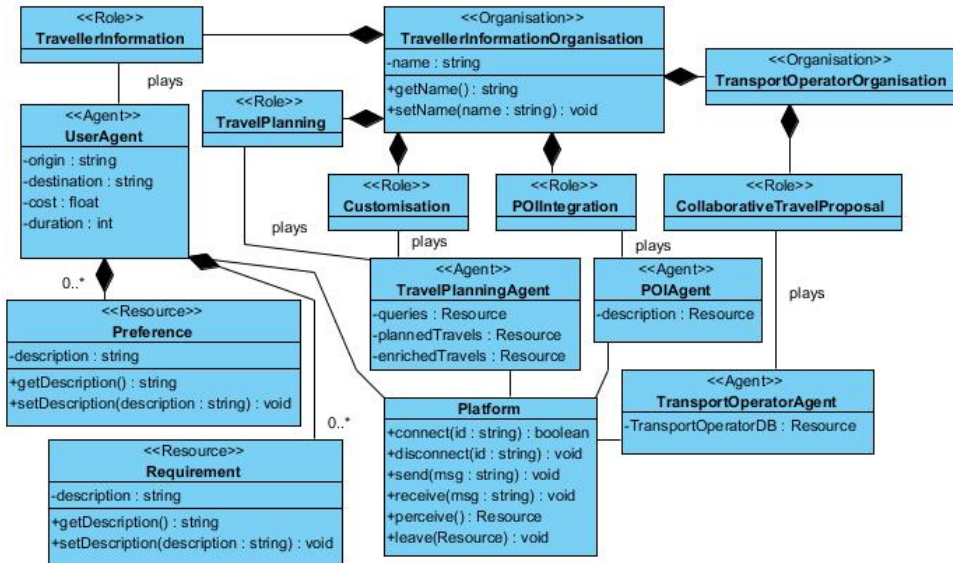 <<Role>>
TravellerInformation
<<Organisation>>
TravellerInformationOrganisation
-name : string
+getName() : string
+setName(name : string) : void
<<Organisation>>
TransportOperatorOrganisation
plays
<<Role>>
TravelPlanning
<<Agent>>
UserAgent
-origin : string
-destination : string
-cost : float
-duration : int
<<Role>>
Customisation
<<Role>>
POIIntegration
<<Role>>
CollaborativeTravelProposal
plays
plays
plays
plays
0..*
<<Agent>>
TravelPlanningAgent
-queries : Resource
-plannedTravels : Resource
-enrichedTravels : Resource
<<Agent>>
POIAgent
-description : Resource
<<Resource>>
Preference
-description : string
+getDescription() : string
+setDescription(description : string) : void
<<Agent>>
TransportOperatorAgent
-TransportOperatorDB : Resource
0..*
Platform
+connect(id : string) : boolean
+disconnect(id : string) : void
+send(msg : string) : void
+receive(msg : string) : void
+perceive() : Resource
+leave(Resource) : void
<<Resource>>
Requirement
-description : string
+getDescription() : string
+setDescription(description : string) : void